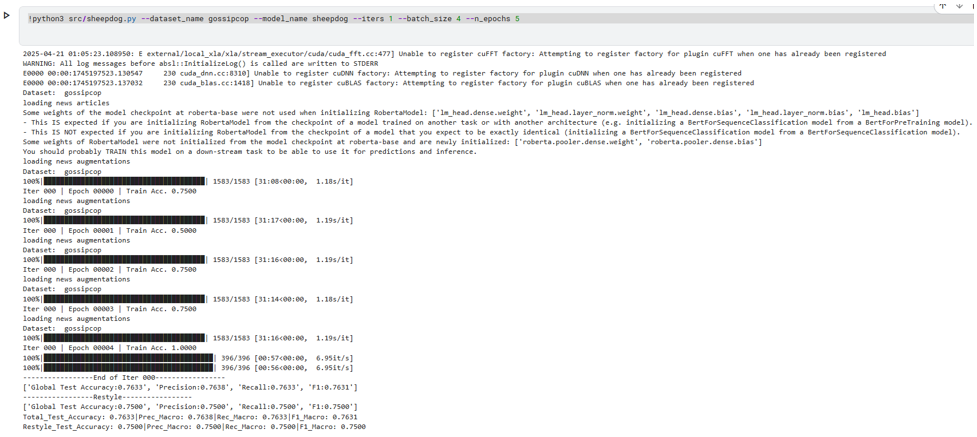 !python3 src/sheepdog.py --dataset_name gossipcop --model_name sheepdog --iters 1 --batch_size 4 --n_epochs 5
2025-04-21 01:05:23.108950: E external/local_xla/xla/stream_executor/cuda/cuda_fft.cc:477] Unable to register cuFFT factory: Attempting to register factory for plugin cuFFT when one has already been registered
WARNING: All log messages before absl::InitializeLog() is called are written to STDERR
E0000 00:00:1745197523.130547     230 cuda_dnn.cc:8310] Unable to register cuDNN factory: Attempting to register factory for plugin cuDNN when one has already been registered
E0000 00:00:1745197523.137032     230 cuda_blas.cc:1418] Unable to register cuBLAS factory: Attempting to register factory for plugin cuBLAS when one has already been registered
Dataset:  gossipcop
loading news articles
Some weights of the model checkpoint at roberta-base were not used when initializing RobertaModel: ['lm_head.dense.weight', 'lm_head.layer_norm.weight', 'lm_head.dense.bias', 'lm_head.layer_norm.bias', 'lm_head.bias']
- This IS expected if you are initializing RobertaModel from the checkpoint of a model trained on another task or with another architecture (e.g. initializing a BertForSequenceClassification model from a BertForPreTraining model).
- This IS NOT expected if you are initializing RobertaModel from the checkpoint of a model that you expect to be exactly identical (initializing a BertForSequenceClassification model from a BertForSequenceClassification model).
Some weights of RobertaModel were not initialized from the model checkpoint at roberta-base and are newly initialized: ['roberta.pooler.dense.weight', 'roberta.pooler.dense.bias']
You should probably TRAIN this model on a down-stream task to be able to use it for predictions and inference.
loading news augmentations
Dataset:  gossipcop
100%| | 1583/1583 [31:08<00:00,  1.18s/it]
Iter 000 | Epoch 00000 | Train Acc. 0.7500
loading news augmentations
Dataset:  gossipcop
100%| | 1583/1583 [31:17<00:00,  1.19s/it]
Iter 000 | Epoch 00001 | Train Acc. 0.5000
loading news augmentations
Dataset:  gossipcop
100%| | 1583/1583 [31:16<00:00,  1.19s/it]
Iter 000 | Epoch 00002 | Train Acc. 0.7500
loading news augmentations
Dataset:  gossipcop
100%| | 1583/1583 [31:14<00:00,  1.18s/it]
Iter 000 | Epoch 00003 | Train Acc. 0.7500
loading news augmentations
Dataset:  gossipcop
100%| | 1583/1583 [31:16<00:00,  1.19s/it]
Iter 000 | Epoch 00004 | Train Acc. 1.0000
100%| | 396/396 [00:57<00:00,  6.95it/s]
100%| | 396/396 [00:56<00:00,  6.95it/s]
-----------------End of Iter 000-----------------
['Global Test Accuracy:0.7633', 'Precision:0.7638', 'Recall:0.7633', 'F1:0.7631']
-----------------Restyle-----------------
['Global Test Accuracy:0.7500', 'Precision:0.7500', 'Recall:0.7500', 'F1:0.7500']
Total_Test_Accuracy: 0.7633|Prec_Macro: 0.7638|Rec_Macro: 0.7633|F1_Macro: 0.7631
Restyle_Test_Accuracy: 0.7500|Prec_Macro: 0.7500|Rec_Macro: 0.7500|F1_Macro: 0.7500